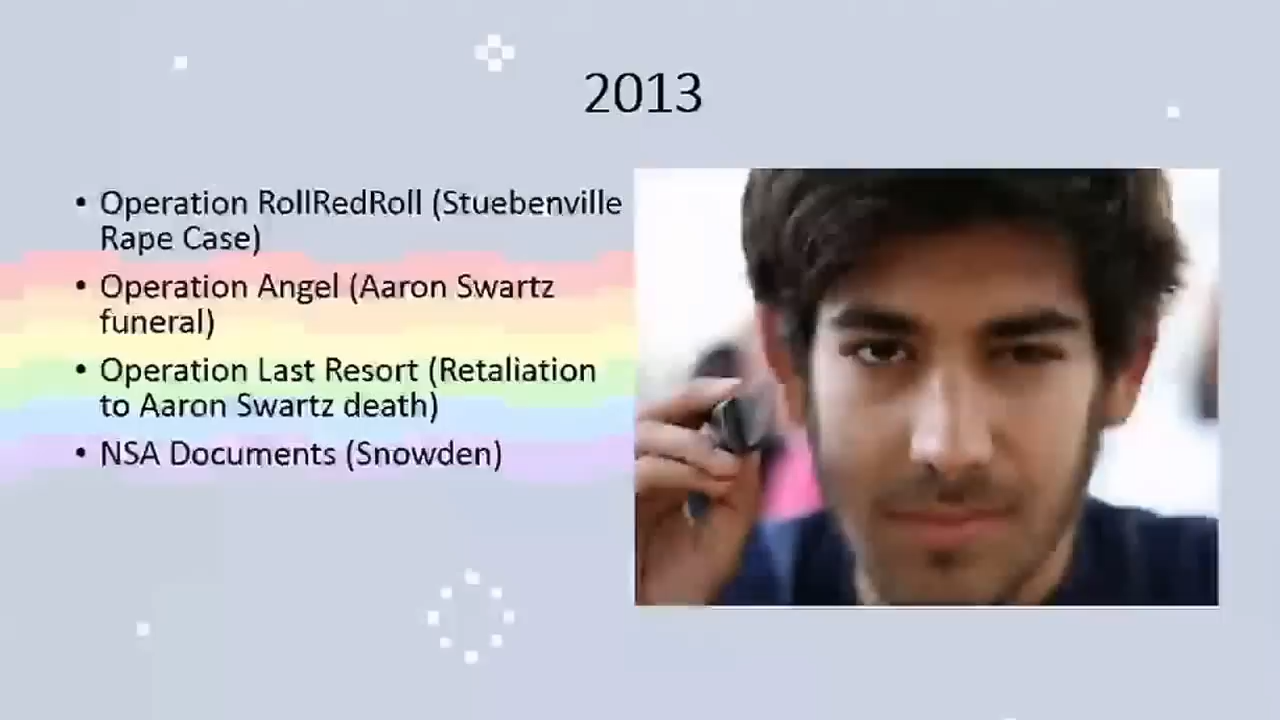 2013
• Operation RollRedRoll (Stuebenville
Rape Case)
• Operation Angel (Aaron Swartz
funeral)
• Operation Last Resort (Retaliation
to Aaron Swartz death)
• NSA Documents (Snowden)